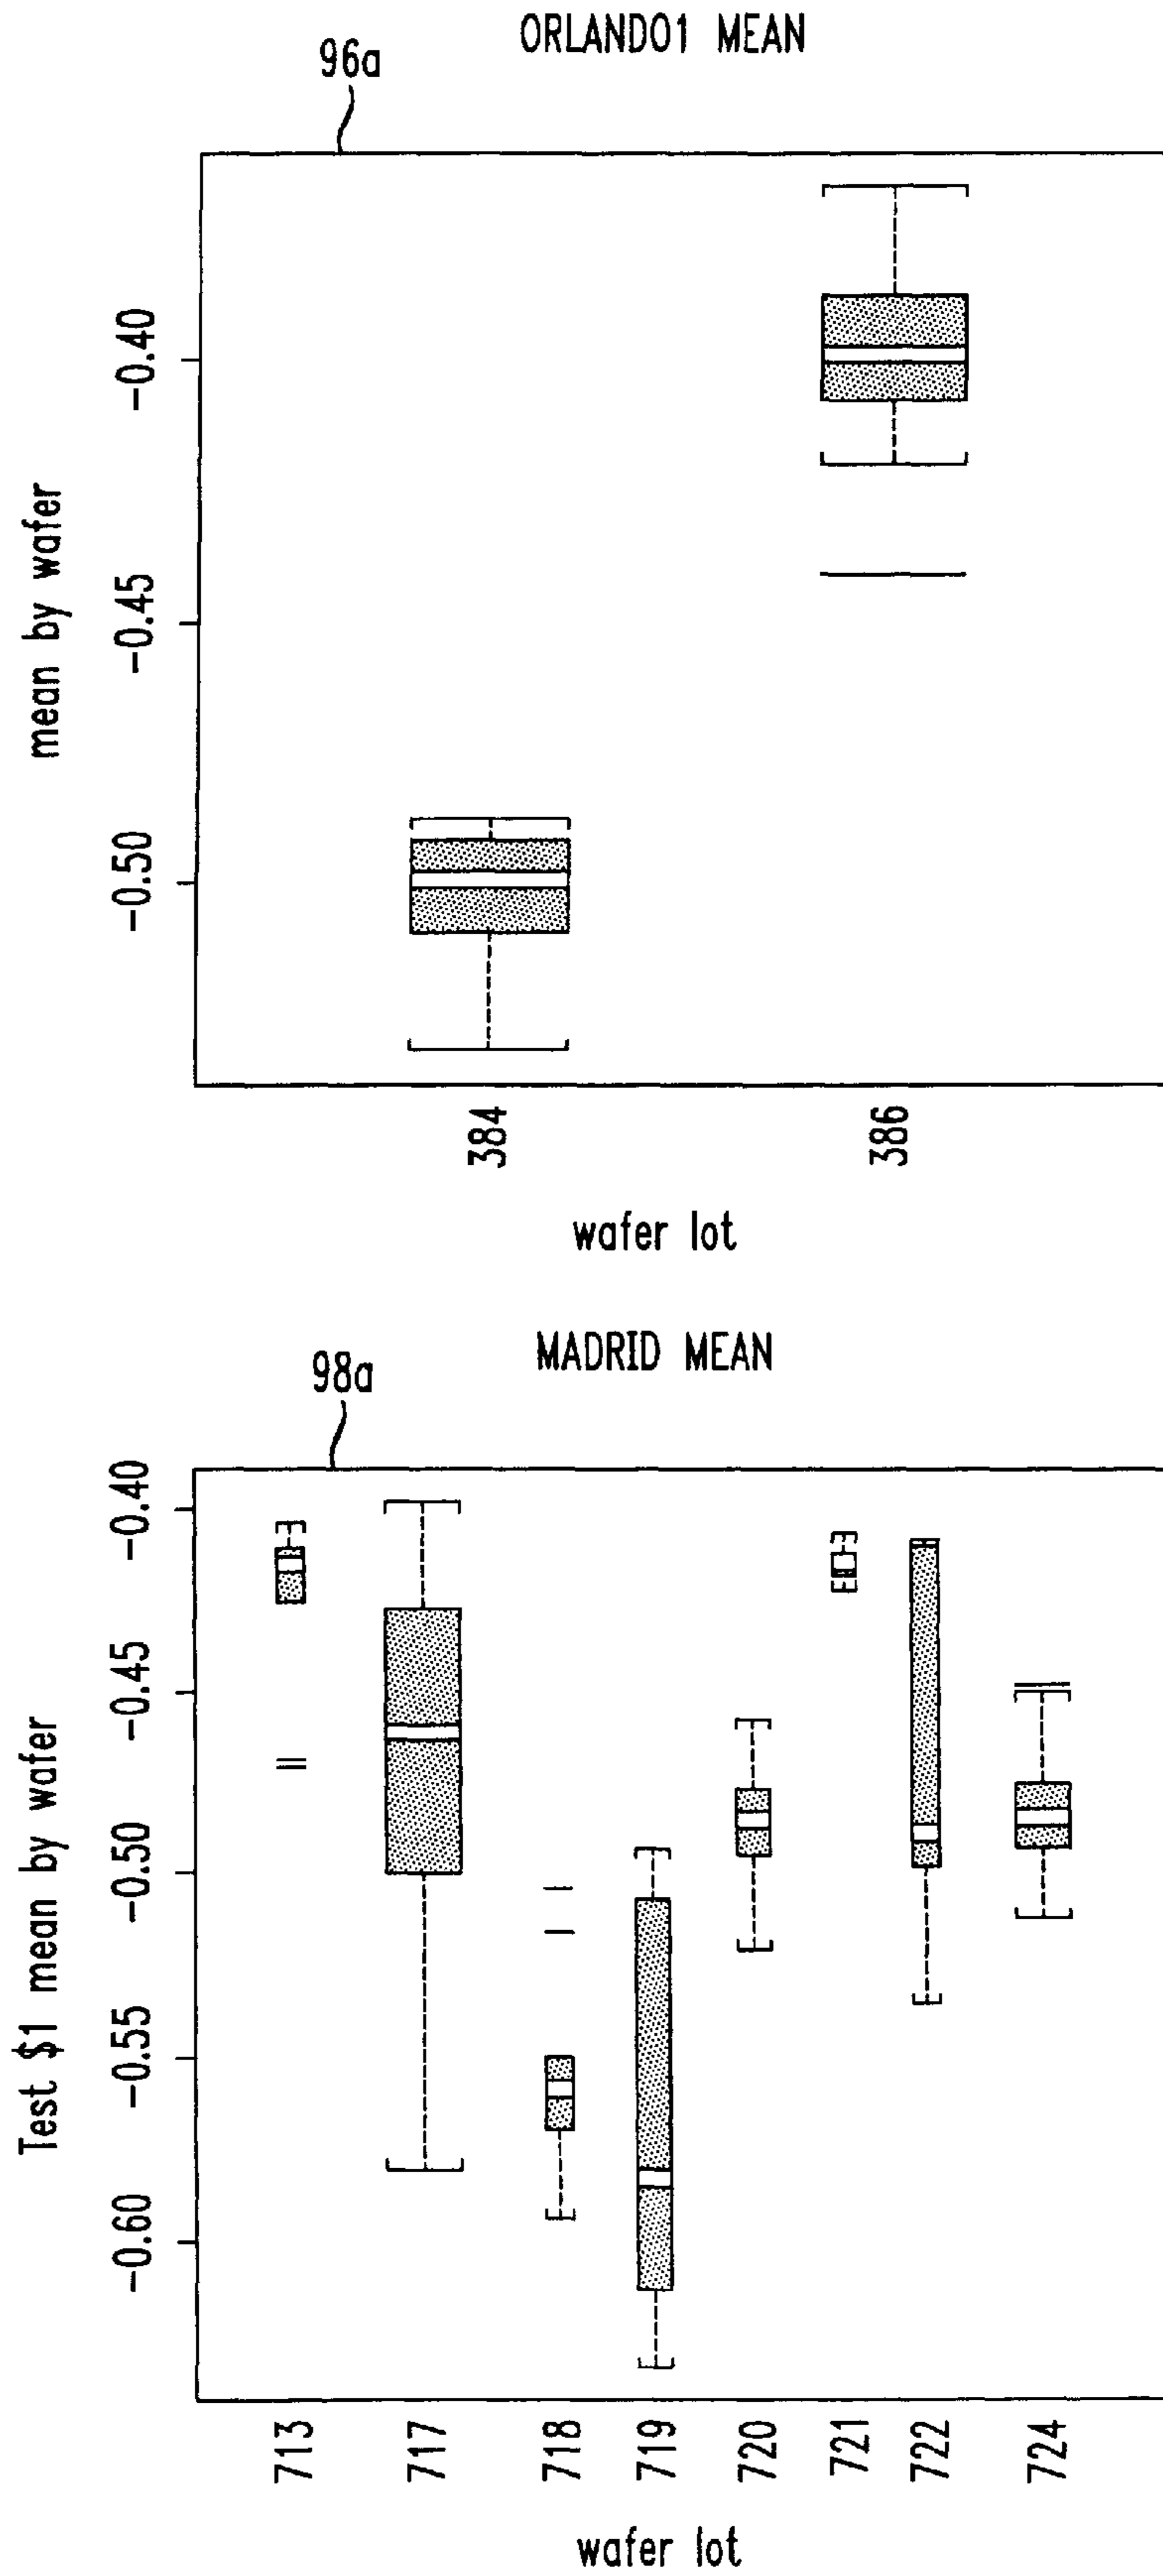 ORLANDO1 MEAN
96a
mean by wafer
-0.40
-0.45
-0.50
384
386
wafer lot
MADRID MEAN
98a
Test $1 mean by wafer
-0.40
-0.45
-0.50
-0.55
-0.60
713
717
718
719
720
721
722
724
wafer lot